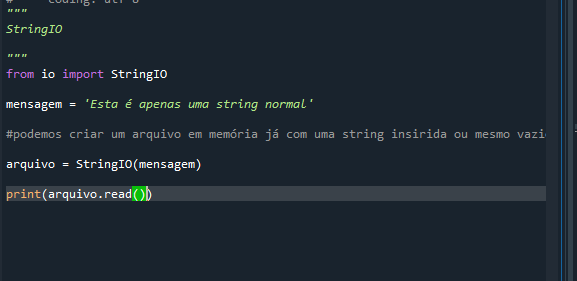 # coding: utf-8
"""
StringIO
"""
from io import StringIO
mensagem = 'Esta é apenas uma string normal'
#podemos criar um arquivo em memória já com uma string insirida ou mesmo vazio
arquivo = StringIO(mensagem)
print(arquivo.read())